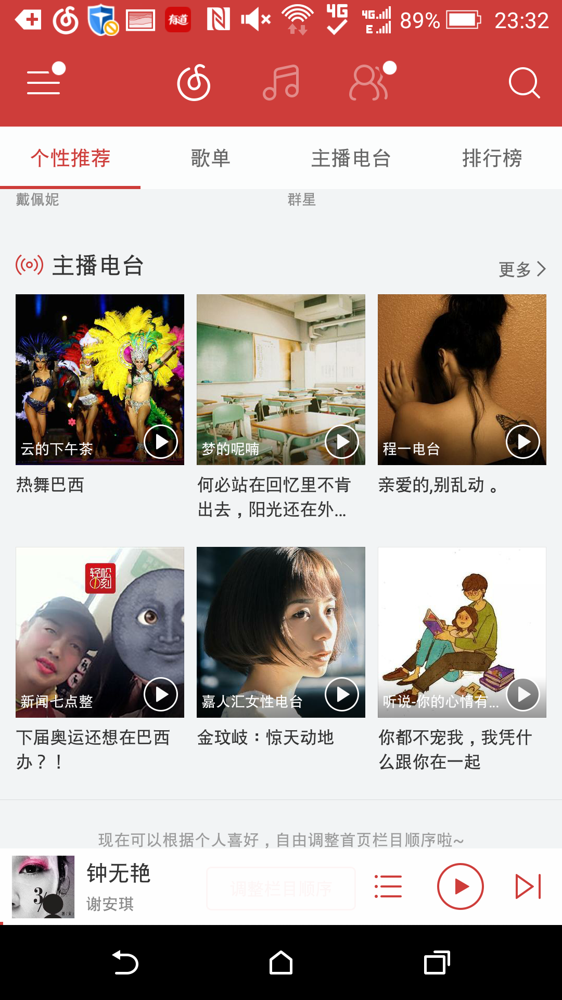 有道
4G
4G
E
89%
23:32
个性推荐
歌单
主播电台
排行榜
戴佩妮
群星
主播电台
更多
云的下午茶
梦的呢喃
程一电台
热舞巴西
何必站在回忆里不肯
出去，阳光还在外...
亲爱的,别乱动 。
轻松
刻
新闻七点整
嘉人汇女性电台
听说-你的心情有...
下届奥运还想在巴西
办？！
金玟岐：惊天动地
你都不宠我，我凭什
么跟你在一起
现在可以根据个人喜好，自由调整首页栏目顺序啦~
钟无艳
谢安琪
调整栏目顺序